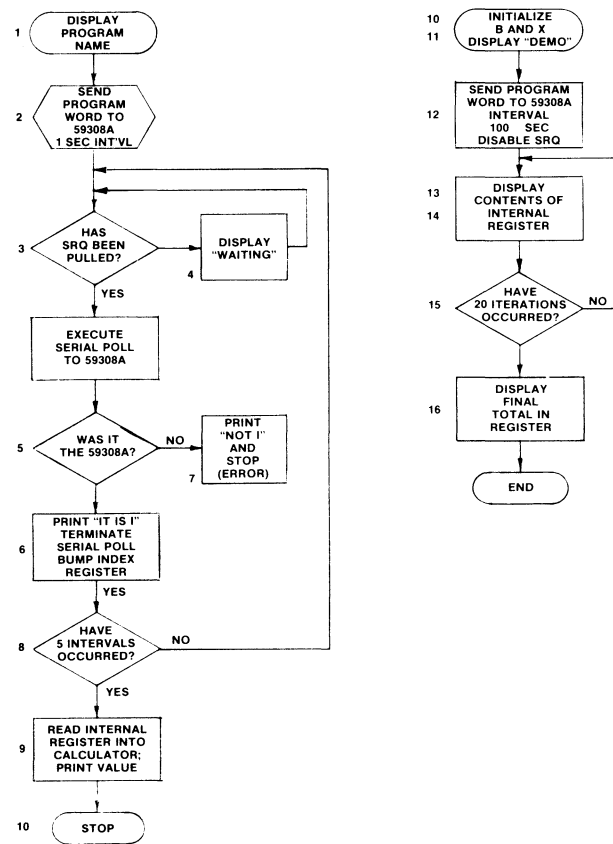 1
DISPLAY
PROGRAM
NAME
2
SEND
PROGRAM
WORD TO
59308A
1 SEC INT'VL
3
HAS
SRQ BEEN
PULLED?
4
DISPLAY
"WAITING"
YES
EXECUTE
SERIAL POLL
TO 59308A
5
WAS IT
THE 59308A?
NO
7
PRINT
"NOT I"
AND
STOP
(ERROR)
6
PRINT "IT IS I"
TERMINATE
SERIAL POLL
BUMP INDEX
REGISTER
YES
8
HAVE
5 INTERVALS
OCCURRED?
NO
YES
9
READ INTERNAL
REGISTER INTO
CALCULATOR;
PRINT VALUE
10
STOP
10
11
INITIALIZE
B AND X
DISPLAY "DEMO"
12
SEND PROGRAM
WORD TO 59308A
INTERVAL
100 SEC
DISABLE SRQ
13
14
DISPLAY
CONTENTS OF
INTERNAL
REGISTER
15
HAVE
20 ITERATIONS
OCCURRED?
NO
16
DISPLAY
FINAL
TOTAL IN
REGISTER
END